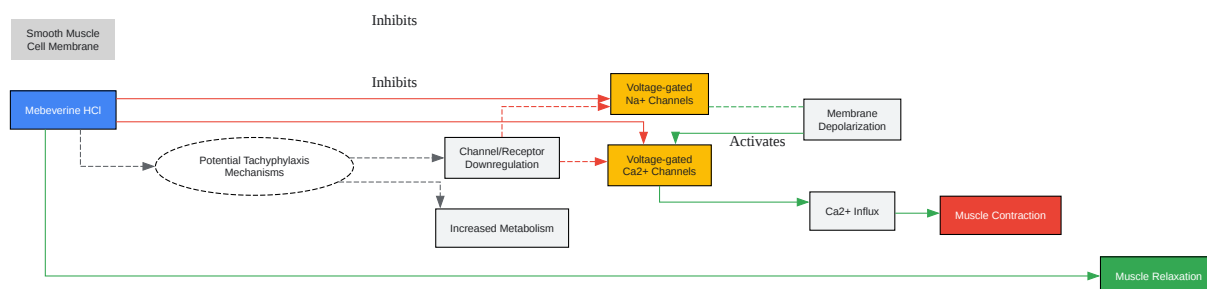 Inhibits
Smooth Muscle
Cell Membrane
Inhibits
Mebeverine HCl
Voltage-gated
Na+ Channels
Membrane
Depolarization
Activates
Potential Tachyphylaxis
Mechanisms
Channel/Receptor
Downregulation
Voltage-gated
Ca2+ Channels
Increased Metabolism
Ca2+ Influx
Muscle Contraction
Muscle Relaxation